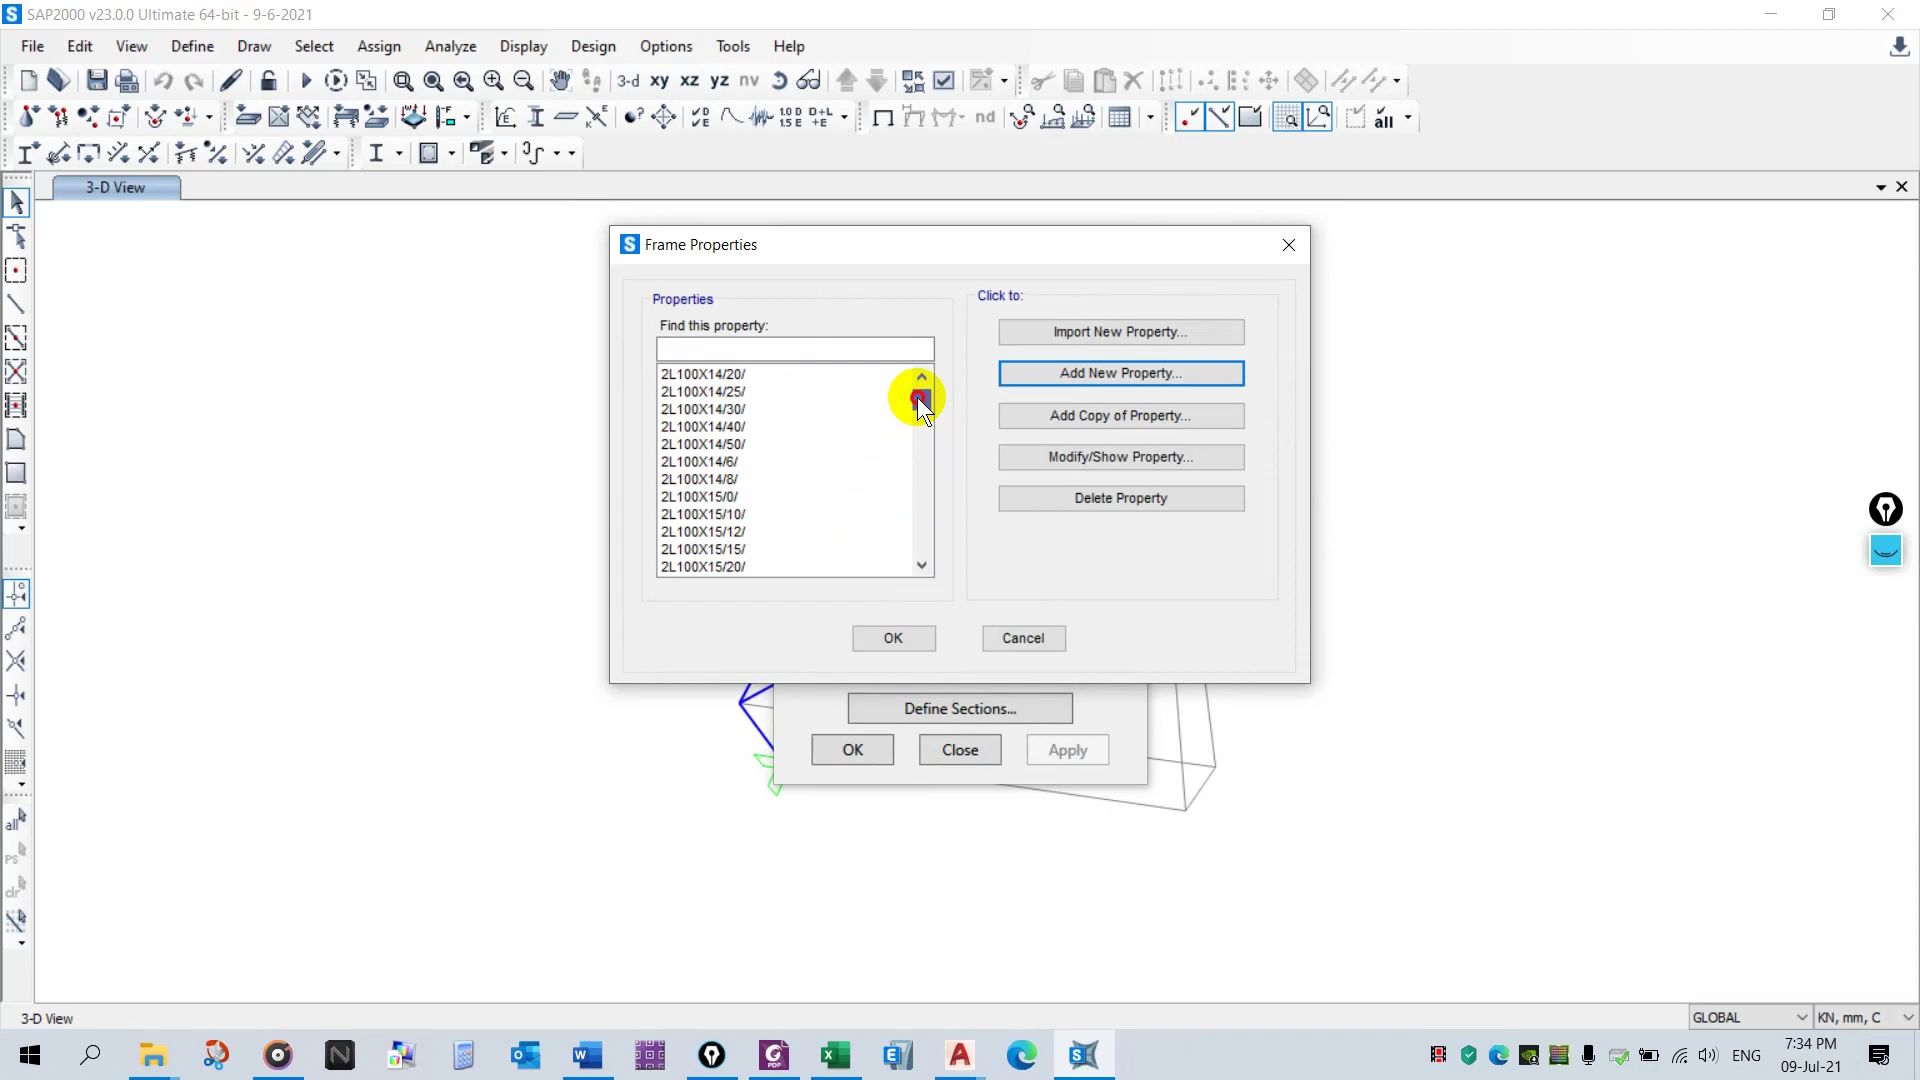 SAP2000 v23.0.0 Ultimate 64-bit - 9-6-2021
File Edit View Define Draw Select Assign Analyze Display Design Options Tools Help
3-d xy xz yz nv
nd
all
3-D View
Frame Properties
Properties
Find this property:
2L100X14/20/
2L100X14/25/
2L100X14/30/
2L100X14/40/
2L100X14/50/
2L100X14/6/
2L100X14/8/
2L100X15/0/
2L100X15/10/
2L100X15/12/
2L100X15/15/
2L100X15/20/
Click to:
Import New Property...
Add New Property...
Add Copy of Property...
Modify/Show Property...
Delete Property
OK Cancel
Define Sections...
OK Close Apply
all
PS
clr
3-D View
GLOBAL
KN, mm, C
ENG
7:34 PM
09-Jul-21